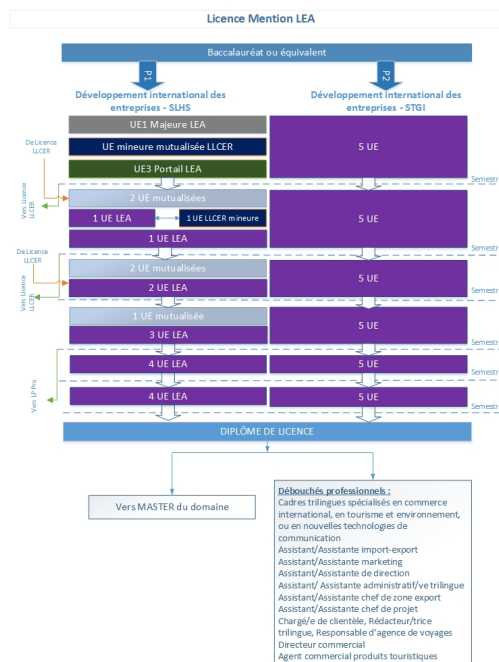 Licence Mention LEA
Baccalauréat ou équivalent
P1
P2
Développement international des
entreprises - SLHS
Développement international des
entreprises - STGI
UE1 Majeure LEA
UE mineure mutualisée LLCER
UE3 Portail LEA
5 UE
De Licence
LLCER
Vers Licence
LLCER
Semestr
2 UE mutualisées
1 UE LEA
1 UE LLCER mineure
1 UE LEA
5 UE
Semestr
De Licence
LLCER
Vers Licence
LLCER
2 UE mutualisées
2 UE LEA
5 UE
Semestr
1 UE mutualisée
3 UE LEA
5 UE
Semestr
Vers LP Pro
4 UE LEA
5 UE
Semestr
4 UE LEA
5 UE
Semestr
DIPLÔME DE LICENCE
Vers MASTER du domaine
Débouchés professionnels :
Cadres trilingues spécialisés en commerce
international, en tourisme et environnement,
ou en nouvelles technologies de
communication
Assistant/Assistante import-export
Assistant/Assistante marketing
Assistant/Assistante de direction
Assistant/ Assistante administratif/ve trilingue
Assistant/Assistante chef de zone export
Assistant/Assistante chef de projet
Chargé/e de clientèle, Rédacteur/trice
trilingue, Responsable d'agence de voyages
Directeur commercial
Agent commercial produits touristiques